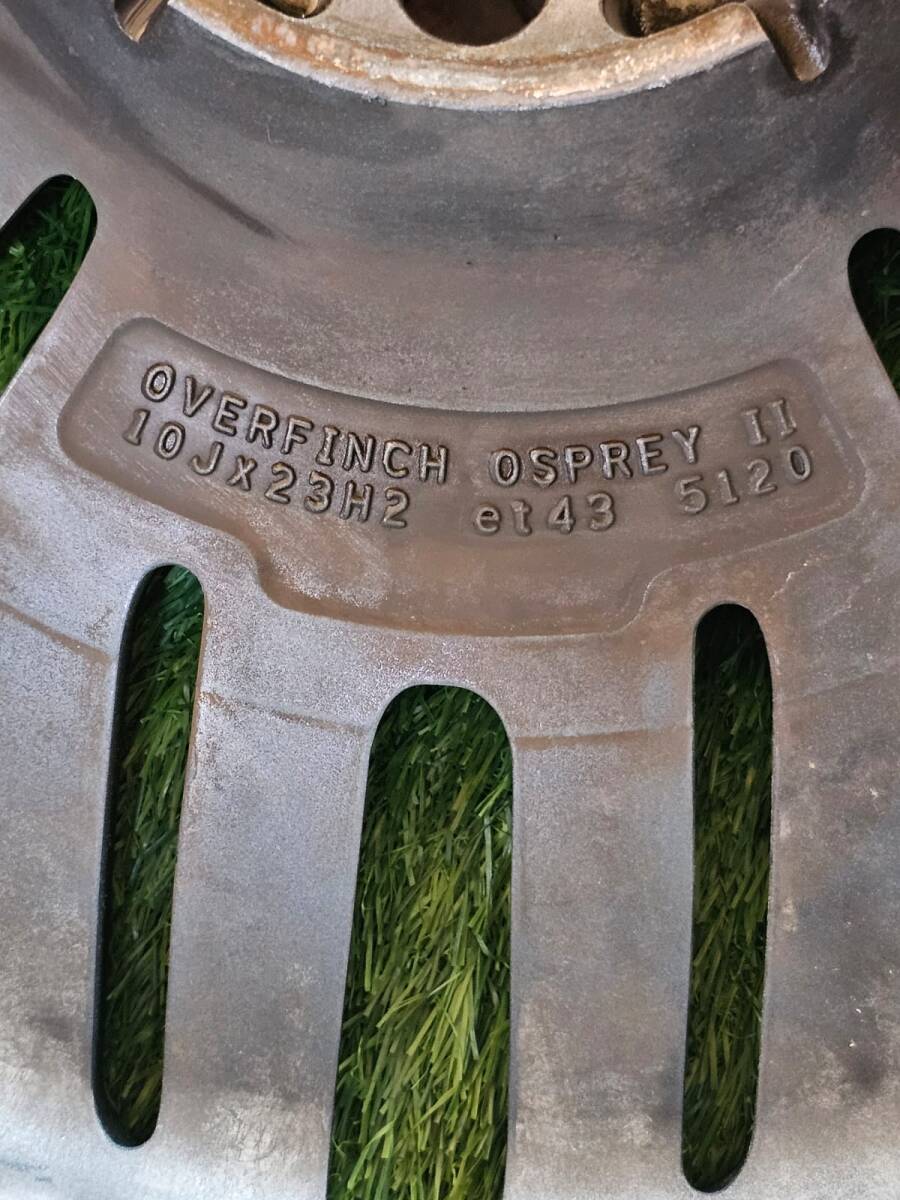 OVERFINCH OSPREY II
10Jx23H2 et43 5120